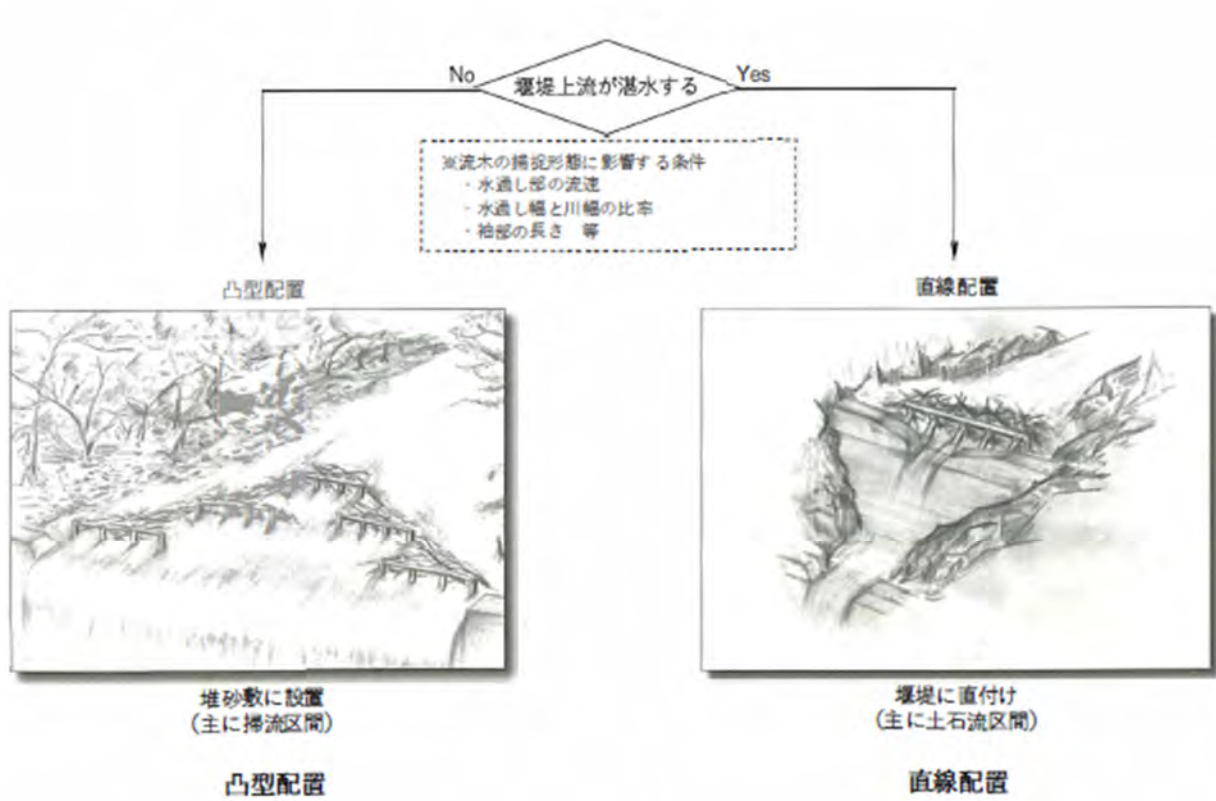 堰堤上流が湛水する
No
Yes
※流木の捕捉形態に影響する条件
・水通し部の流速
・水通し幅と川幅の比率
・袖部の長さ 等
凸型配置
直線配置
堆砂敷に設置
(主に掃流区間)
堰堤に直付け
(主に土石流区間)
凸型配置
直線配置